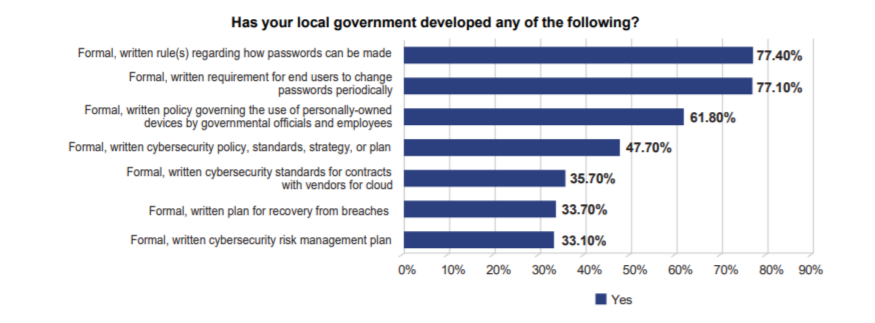 Has your local government developed any of the following?
Formal, written rule(s) regarding how passwords can be made
77.40%
Formal, written requirement for end users to change
passwords periodically
77.10%
Formal, written policy governing the use of personally-owned
devices by governmental officials and employees
61.80%
Formal, written cybersecurity policy, standards, strategy, or plan
47.70%
Formal, written cybersecurity standards for contracts
with vendors for cloud
35.70%
Formal, written plan for recovery from breaches
33.70%
Formal, written cybersecurity risk management plan
33.10%
0% 10% 20% 30% 40% 50% 60% 70% 80% 90%
Yes